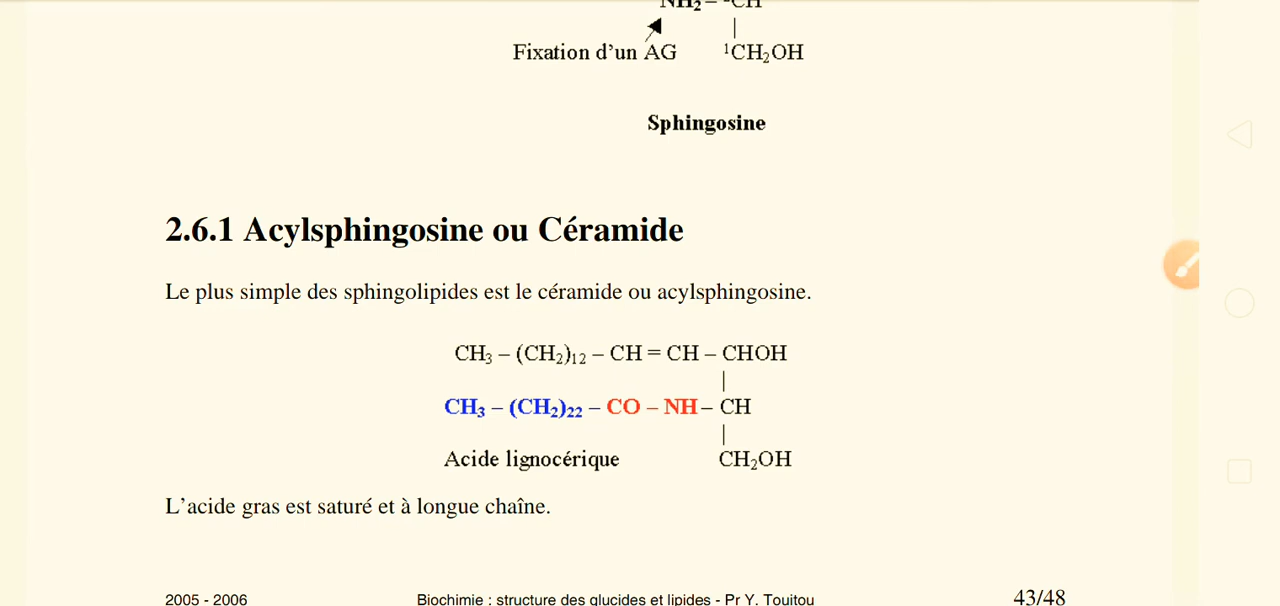 NH₂ – ²CH
|
Fixation d’un AG ¹CH₂OH
Sphingosine
2.6.1 Acylsphingosine ou Céramide
Le plus simple des sphingolipides est le céramide ou acylsphingosine.
CH₃ – (CH₂)₁₂ – CH = CH – CHOH
|
CH₃ – (CH₂)₂₂ – CO – NH – CH
|
Acide lignocérique CH₂OH
L’acide gras est saturé et à longue chaîne.
2005 - 2006 Biochimie : structure des glucides et lipides - Pr Y. Touitou 43/48